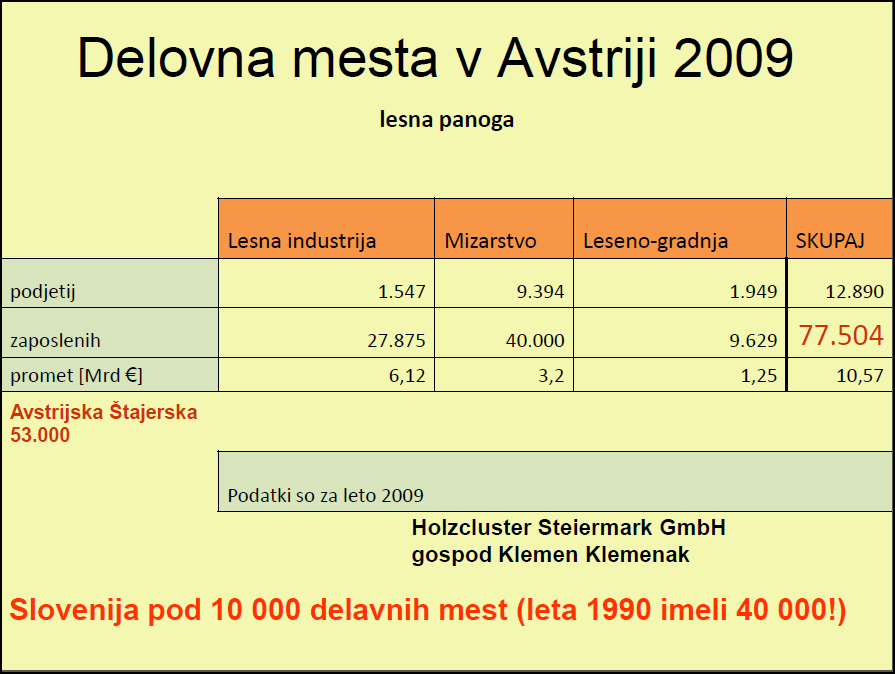 Delovna mesta v Avstriji 2009
lesna panoga
Lesna industrija Mizarstvo Leseno-gradnja SKUPAJ
podjetij 1.547 9.394 1.949 12.890
zaposlenih 27.875 40.000 9.629 77.504
promet [Mrd €] 6,12 3,2 1,25 10,57
Avstrijska Štajerska
53.000
Podatki so za leto 2009
Holzcluster Steiermark GmbH
gospod Klemen Klemenak
Slovenija pod 10 000 delavnih mest (leta 1990 imeli 40 000!)